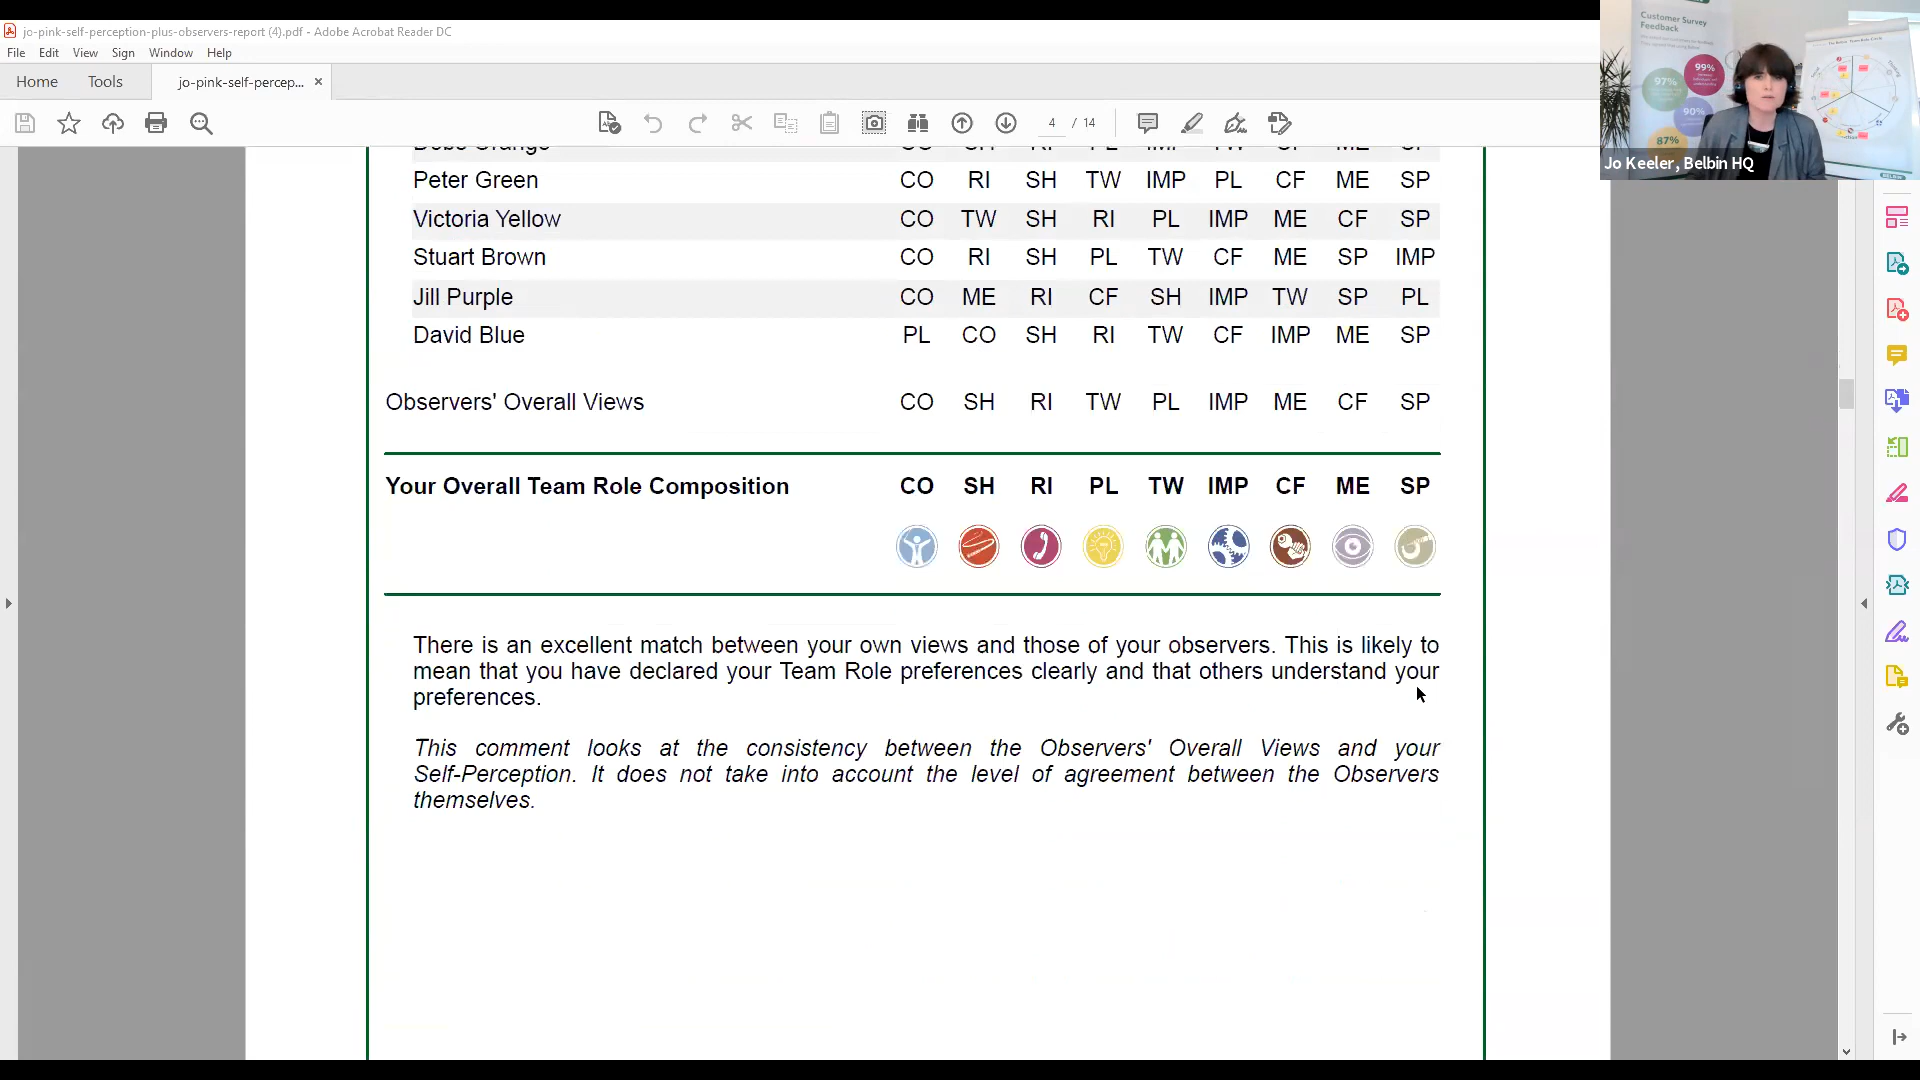 jo-pink-self-perception-plus-observers-report (4).pdf - Adobe Acrobat Reader DC
File Edit View Sign Window Help
Home Tools jo-pink-self-percep... ×
4 / 14
Customer Survey
Feedback
99%
97%
90%
87%
Jo Keeler, Belbin HQ
Peter Green CO RI SH TW IMP PL CF ME SP
Victoria Yellow CO TW SH RI PL IMP ME CF SP
Stuart Brown CO RI SH PL TW CF ME SP IMP
Jill Purple CO ME RI CF SH IMP TW SP PL
David Blue PL CO SH RI TW CF IMP ME SP
Observers' Overall Views CO SH RI TW PL IMP ME CF SP
Your Overall Team Role Composition CO SH RI PL TW IMP CF ME SP
There is an excellent match between your own views and those of your observers. This is likely to
mean that you have declared your Team Role preferences clearly and that others understand your
preferences.
This comment looks at the consistency between the Observers' Overall Views and your
Self-Perception. It does not take into account the level of agreement between the Observers
themselves.